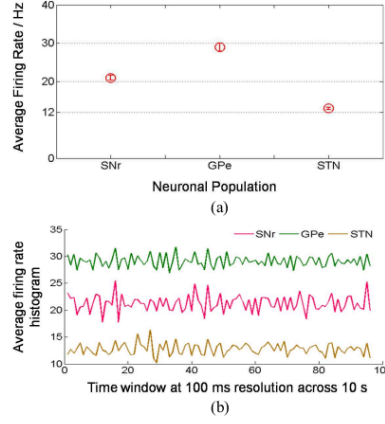 Average Firing Rate / Hz
40
30
20
12
0
SNr
GPe
STN
Neuronal Population
(a)
Average firing rate
histogram
SNr
GPe
STN
35
30
25
20
15
10
0
20
40
60
80
100
Time window at 100 ms resolution across 10 s
(b)